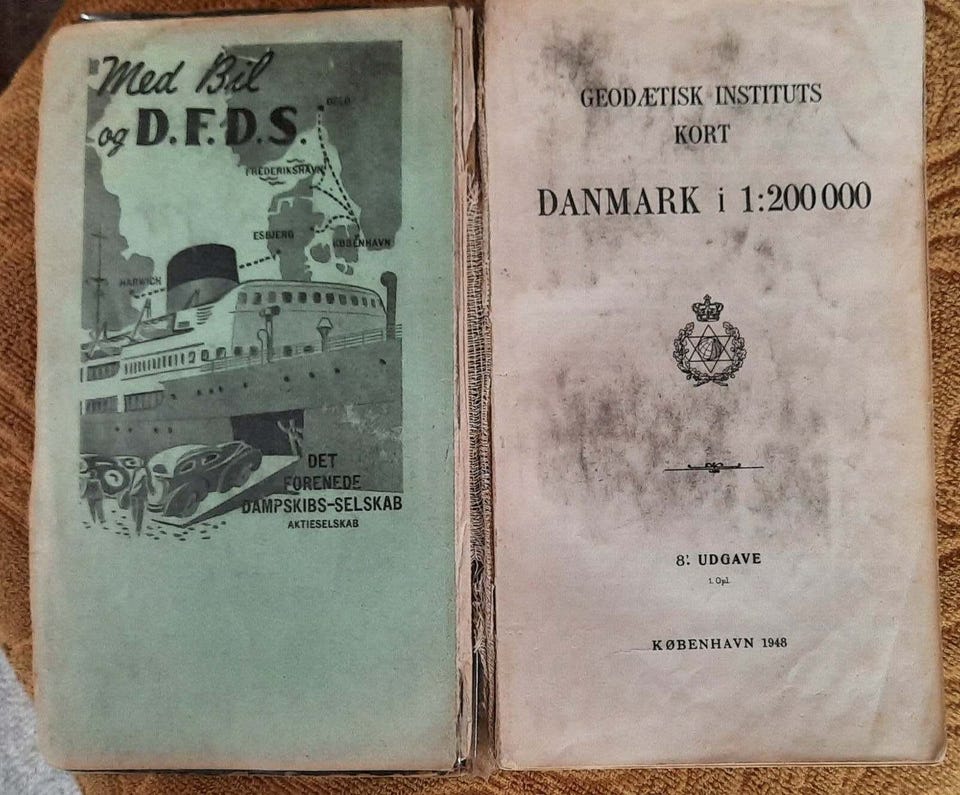 Med Bil
og D.F.D.S.
OSLO
FREDERIKSHAVN
ESBJERG
KØBENHAVN
HARWICH
DET
FORENEDE
DAMPSKIBS-SELSKAB
AKTIESELSKAB
GEODÆTISK INSTITUTS
KORT
DANMARK i 1:200 000
8'. UDGAVE
1. Opl.
KØBENHAVN 1948